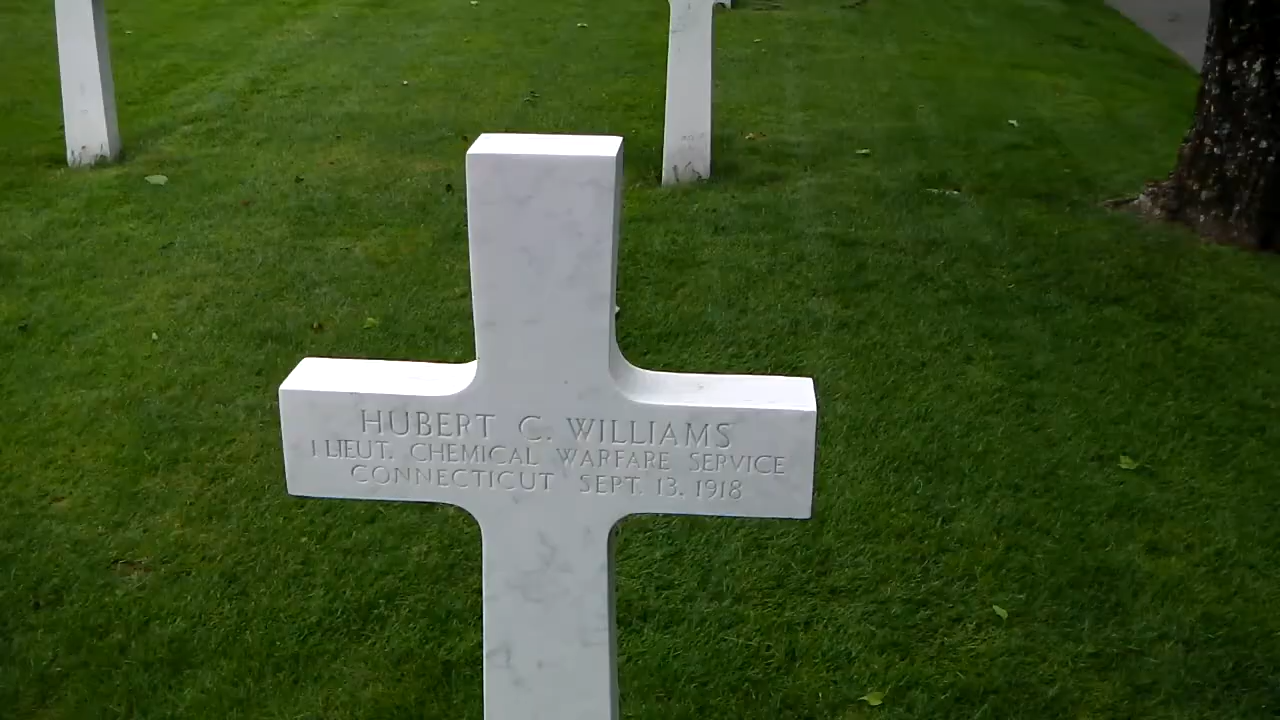 HUBERT C. WILLIAMS
1 LIEUT. CHEMICAL WARFARE SERVICE
CONNECTICUT SEPT. 13. 1918